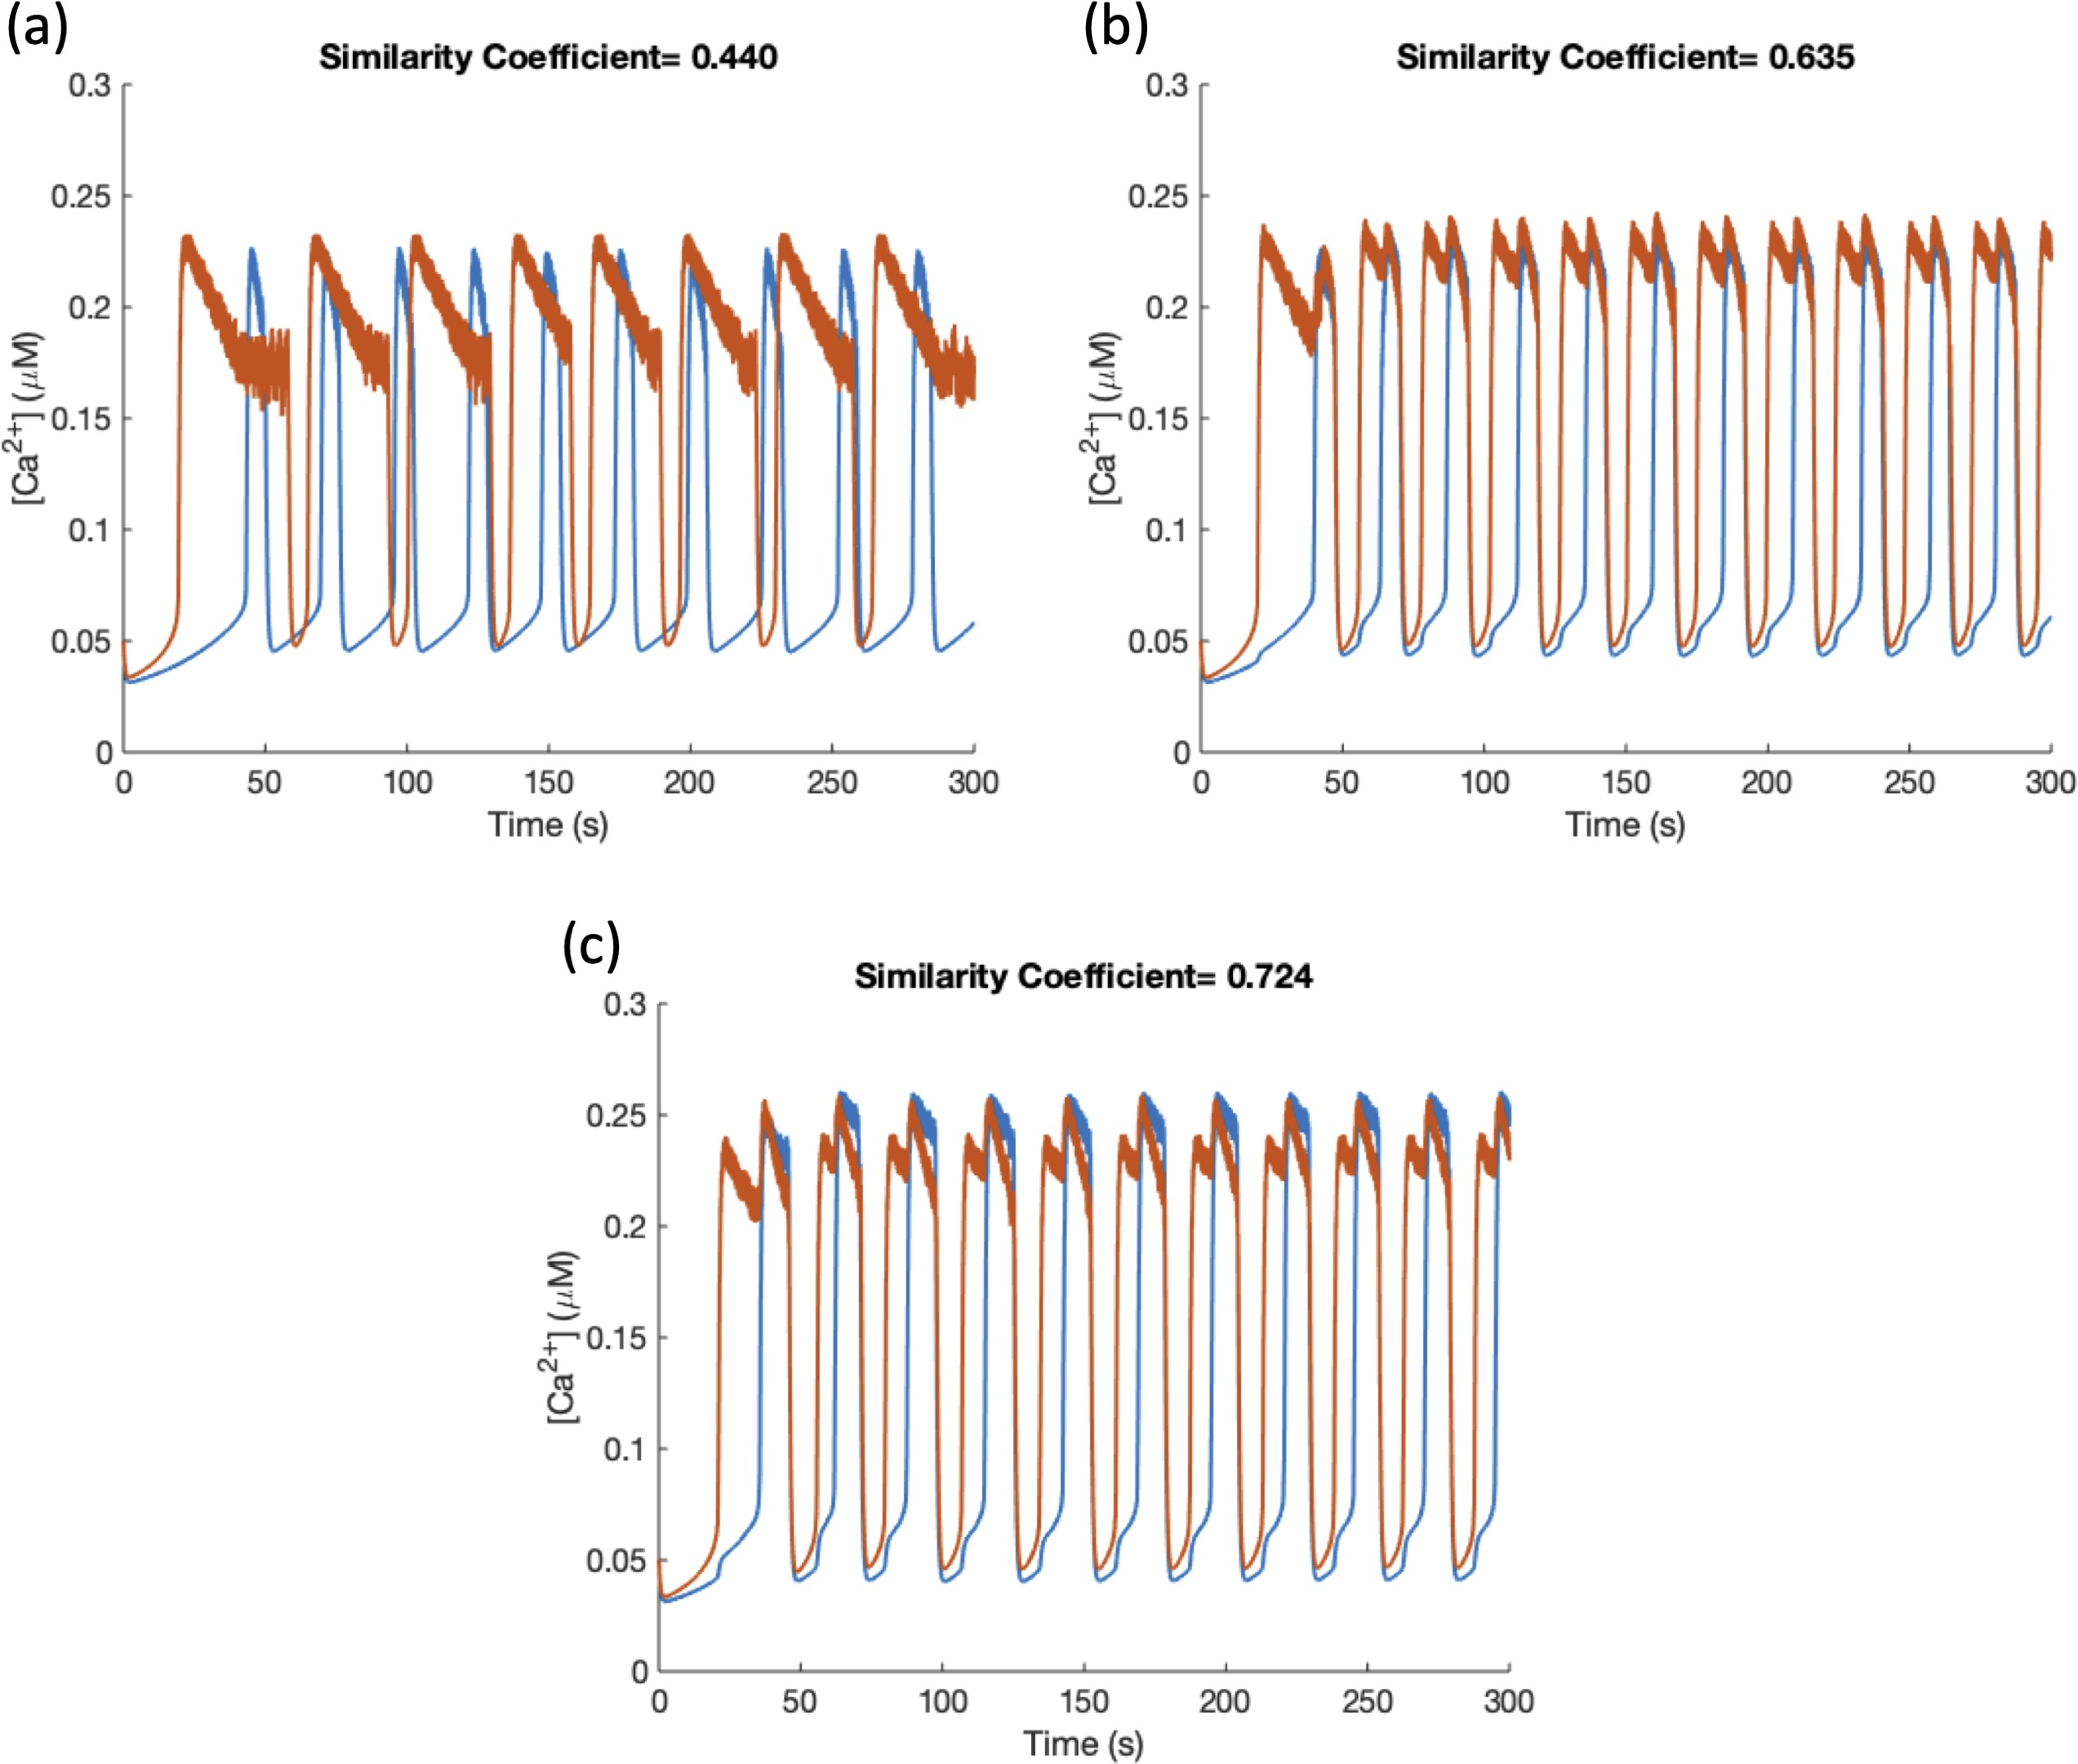 (a)
Similarity Coefficient= 0.440
0.3
0.25
0.2
0.15
0.1
0.05
0
[Ca2+] (μM)
0 50 100 150 200 250 300
Time (s)
(b)
Similarity Coefficient= 0.635
0.3
0.25
0.2
0.15
0.1
0.05
0
[Ca2+] (μM)
0 50 100 150 200 250 300
Time (s)
(c)
Similarity Coefficient= 0.724
0.3
0.25
0.2
0.15
0.1
0.05
0
[Ca2+] (μM)
0 50 100 150 200 250 300
Time (s)